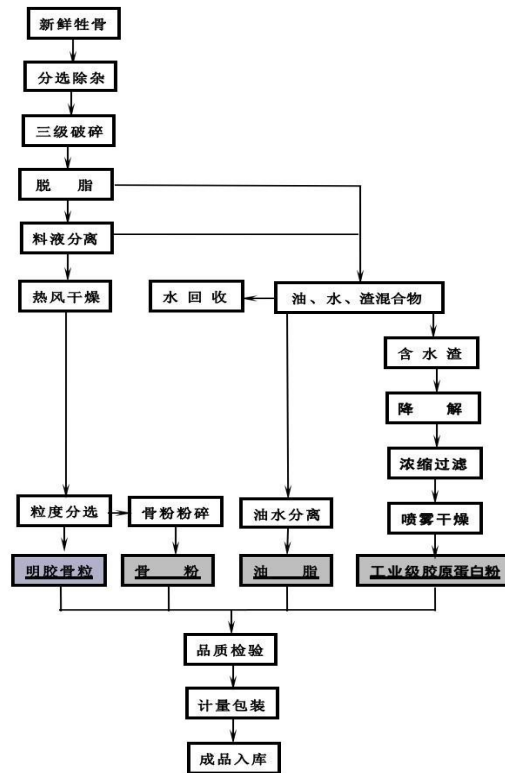 新鲜牲骨
分选除杂
三级破碎
脱 脂
料液分离
热风干燥
水回收
油、水、渣混合物
含水渣
降 解
浓缩过滤
粒度分选
骨粉粉碎
油水分离
喷雾干燥
明胶骨粒
骨 粉
油 脂
工业级胶原蛋白粉
品质检验
计量包装
成品入库